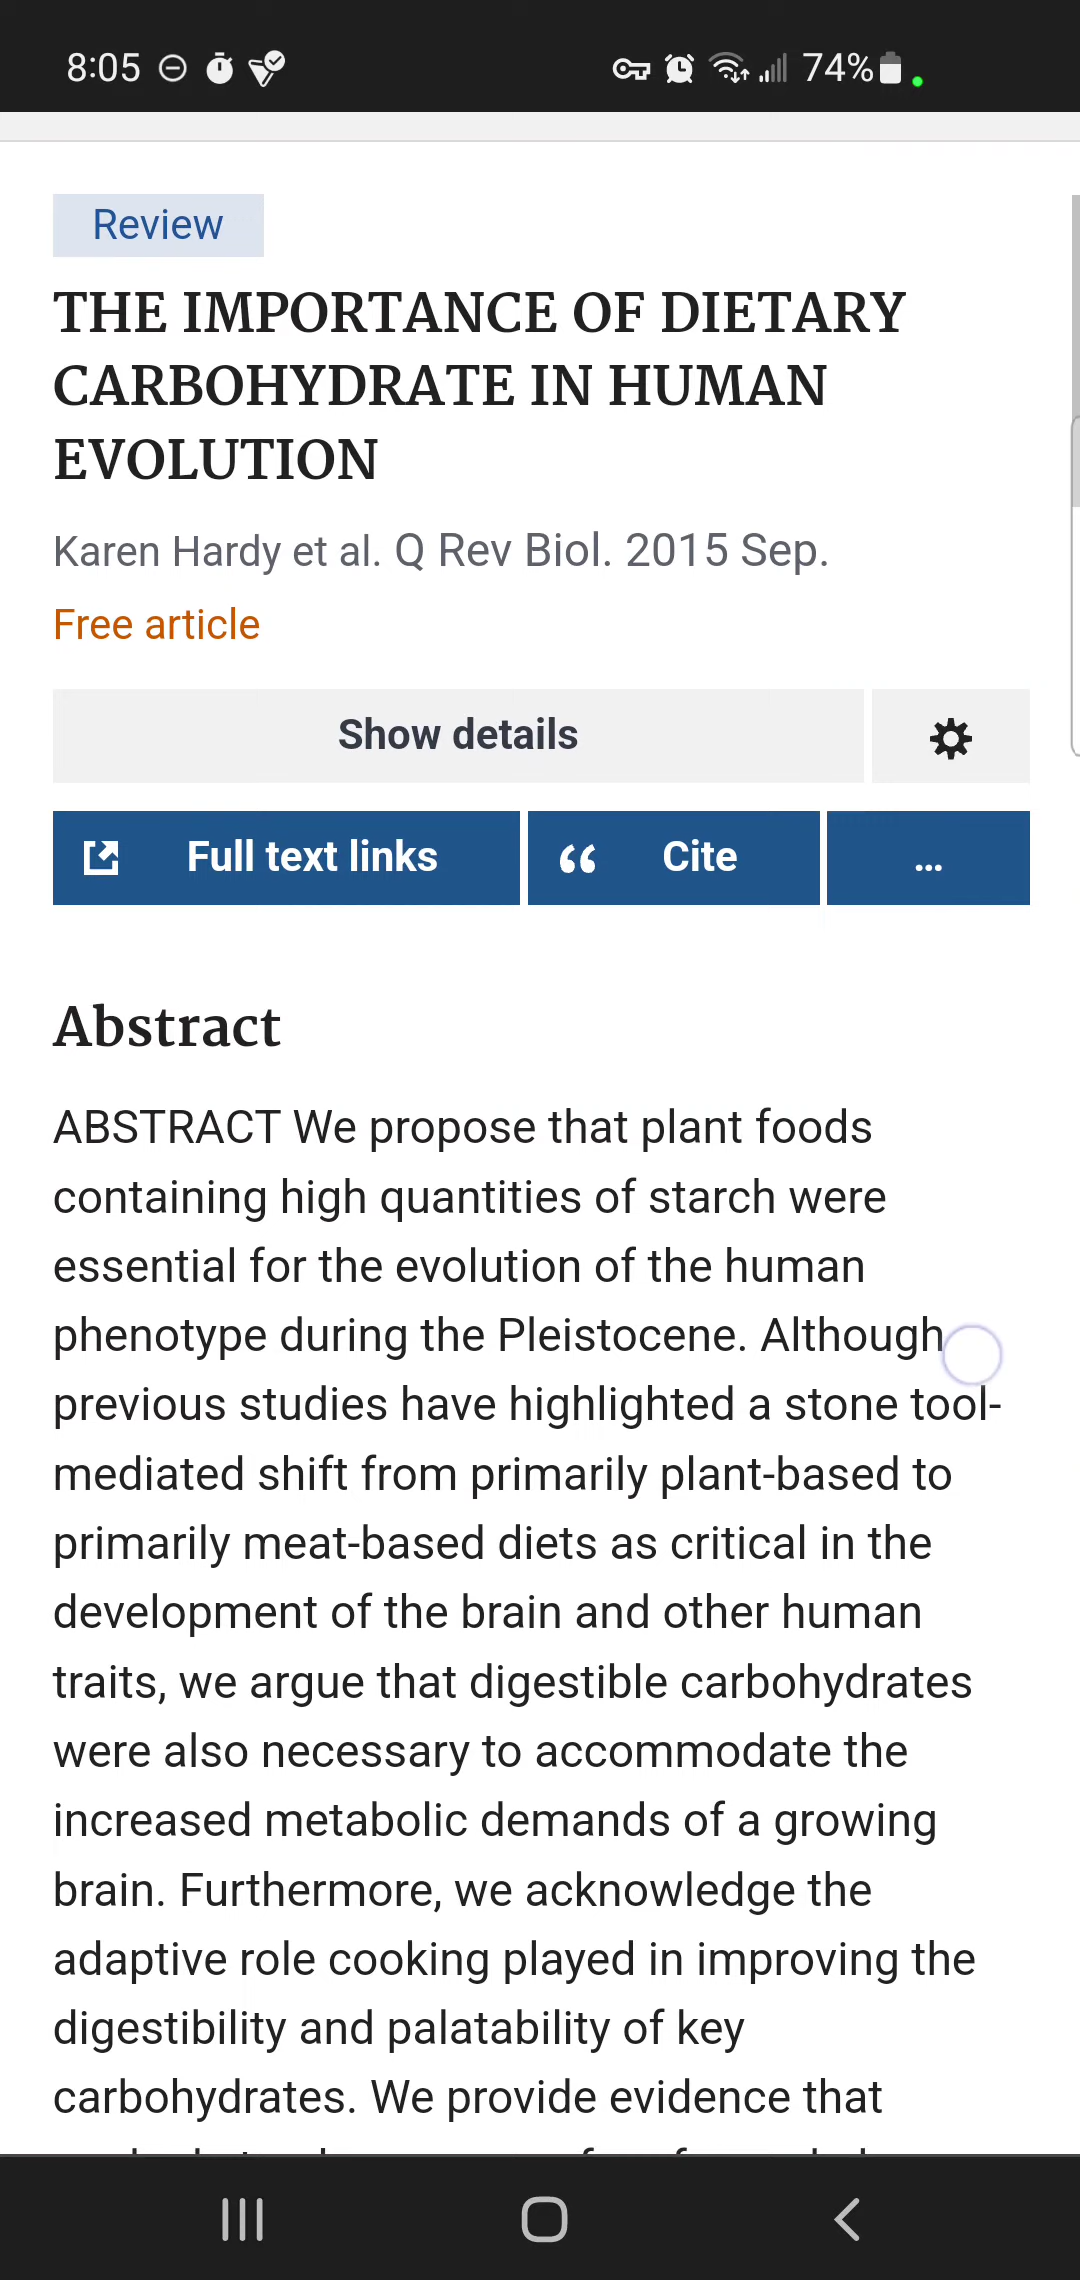 8:05
74%
Review
THE IMPORTANCE OF DIETARY
CARBOHYDRATE IN HUMAN
EVOLUTION
Karen Hardy et al. Q Rev Biol. 2015 Sep.
Free article
Show details
Full text links
Cite
...
Abstract
ABSTRACT We propose that plant foods
containing high quantities of starch were
essential for the evolution of the human
phenotype during the Pleistocene. Although
previous studies have highlighted a stone tool-
mediated shift from primarily plant-based to
primarily meat-based diets as critical in the
development of the brain and other human
traits, we argue that digestible carbohydrates
were also necessary to accommodate the
increased metabolic demands of a growing
brain. Furthermore, we acknowledge the
adaptive role cooking played in improving the
digestibility and palatability of key
carbohydrates. We provide evidence that